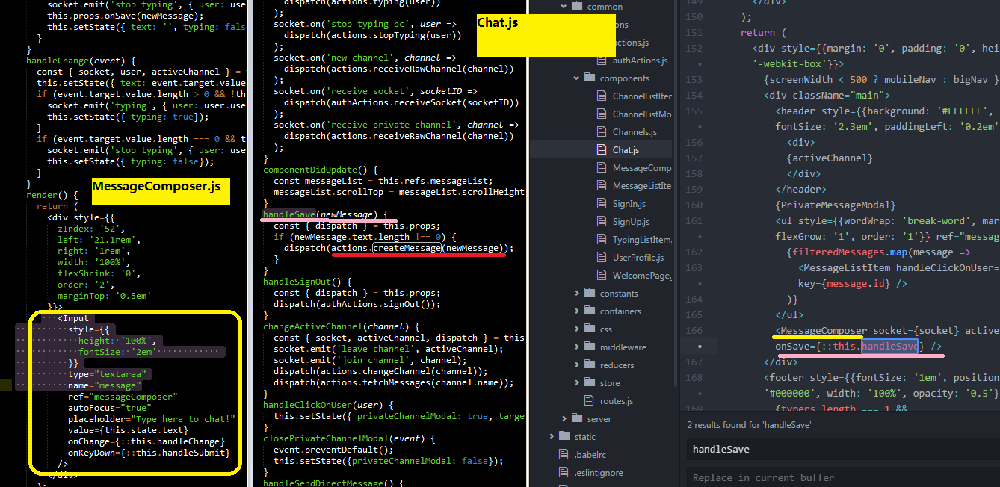 socket.emit('stop typing', { user: use
this.props.onSave(newMessage);
this.setState({ text: '', typing: fals
}
}
handleChange(event) {
const { socket, user, activeChannel } =
this.setState({ text: event.target.value
if (event.target.value.length > 0 && !th
socket.emit('typing', { user: user.use
this.setState({ typing: true});
}
if (event.target.value.length === 0 && t
socket.emit('stop typing', { user: use
this.setState({ typing: false});
}
}
MessageComposer.js
render() {
return (
<div style={{
zIndex: '52',
left: '21.1rem',
right: '1rem',
width: '100%',
flexShrink: '0',
order: '2',
marginTop: '0.5em'
}}>
<Input
style={{
height: '100%',
fontSize: '2em'
}}
type="textarea"
name="message"
ref="messageComposer"
autoFocus="true"
placeholder="Type here to chat!"
value={this.state.text}
onChange={::this.handleChange}
onKeyDown={::this.handleSubmit}
/>
</div>
);
dispatch(actions.typing(user))
);
socket.on('stop typing bc', user =>
dispatch(actions.stopTyping(user))
);
socket.on('new channel', channel =>
dispatch(actions.receiveRawChannel(channel))
);
socket.on('receive socket', socketID =>
dispatch(authActions.receiveSocket(socketID))
);
socket.on('receive private channel', channel =>
dispatch(actions.receiveRawChannel(channel))
);
}
componentDidUpdate() {
const messageList = this.refs.messageList;
messageList.scrollTop = messageList.scrollHeight
}
handleSave(newMessage) {
const { dispatch } = this.props;
if (newMessage.text.length !== 0) {
dispatch(actions.createMessage(newMessage));
}
}
handleSignOut() {
const { dispatch } = this.props;
dispatch(authActions.signOut());
}
changeActiveChannel(channel) {
const { socket, activeChannel, dispatch } = this
socket.emit('leave channel', activeChannel);
socket.emit('join channel', channel);
dispatch(actions.changeChannel(channel));
dispatch(actions.fetchMessages(channel.name));
}
handleClickOnUser(user) {
this.setState({ privateChannelModal: true, targe
}
closePrivateChannelModal(event) {
event.preventDefault();
this.setState({privateChannelModal: false});
}
handleSendDirectMessage() {
Chat.js
common
ons
actions.js
authActions.js
components
ChannelListIter
ChannelListMo
Channels.js
Chat.js
MessageComp
MessageListIte
SignIn.js
SignUp.js
TypingListItem.
UserProfile.js
WelcomePage.
constants
containers
css
middleware
reducers
store
routes.js
server
static
.babelrc
.eslintignore
149 </div>
150 );
151 return (
152 <div style={{margin: '0', padding: '0', hei
• '-webkit-box'}}>
153 {screenWidth < 500 ? mobileNav : bigNav }
154 <div className="main">
155 <header style={{background: '#FFFFFF',
• fontSize: '2.3em', paddingLeft: '0.2em'
156 <div>
157 {activeChannel}
158 </div>
159 </header>
160 {PrivateMessageModal}
161 <ul style={{wordWrap: 'break-word', mar
• flexGrow: '1', order: '1'}} ref="messag
162 {filteredMessages.map(message =>
163 <MessageListItem handleClickOnUser=
• key={message.id} />
164 )}
165 </ul>
166 <MessageComposer socket={socket} active
• onSave={::this.handleSave} />
167 </div>
168 <footer style={{fontSize: '1em', position
• '#000000', width: '100%', opacity: '0.5'}
169 {typers.length === 1 &&
2 results found for 'handleSave'
handleSave
Replace in current buffer